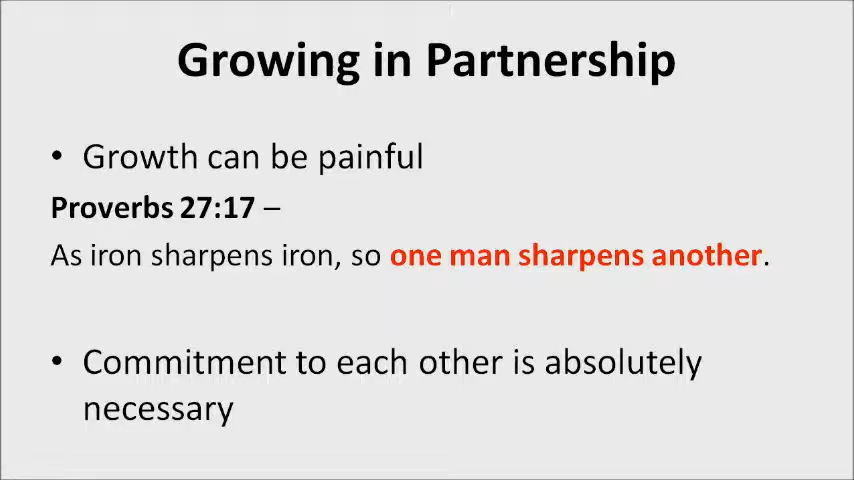 Growing in Partnership
• Growth can be painful
Proverbs 27:17 –
As iron sharpens iron, so one man sharpens another.
• Commitment to each other is absolutely
necessary